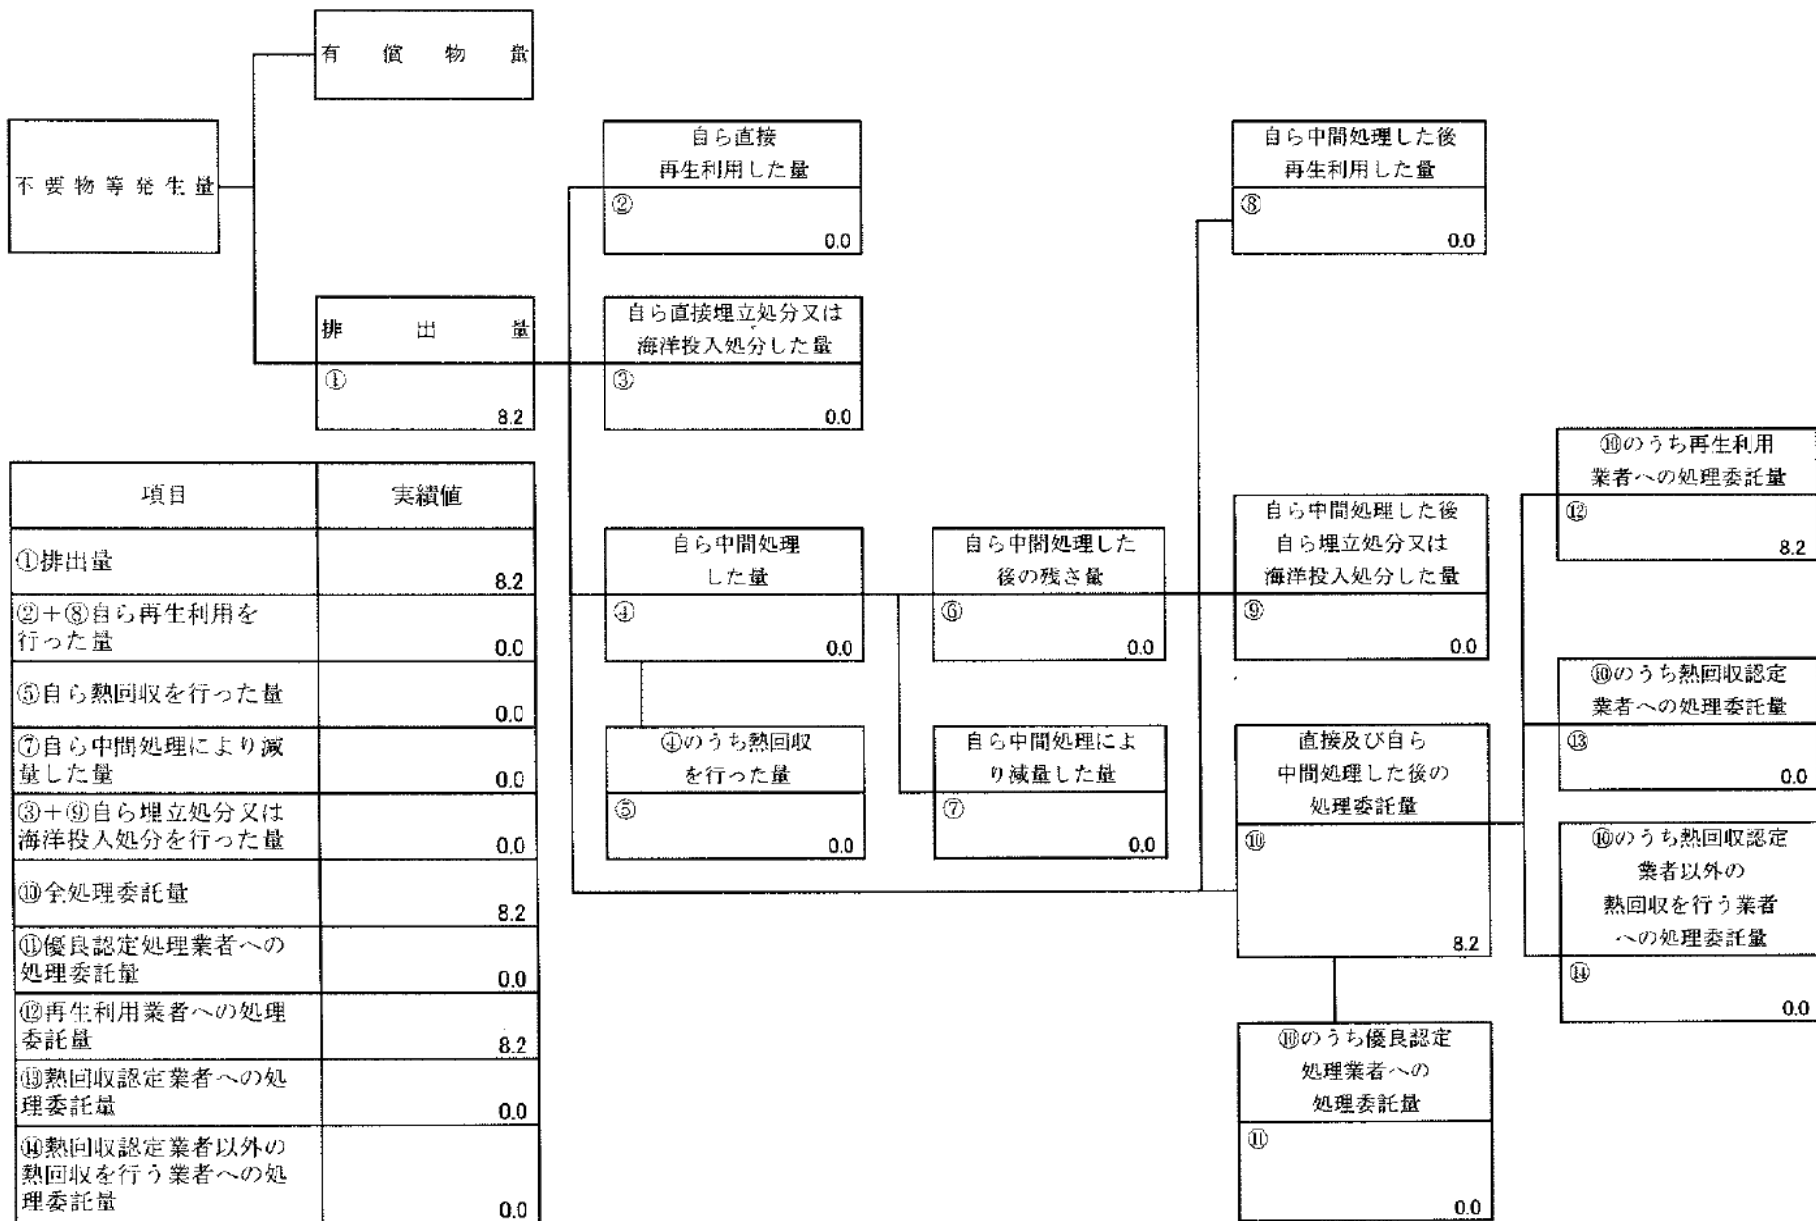 有償物量
不要物等発生量
排出量
①
8.2
自ら直接
再生利用した量
②
0.0
自ら直接埋立処分又は
海洋投入処分した量
③
0.0
自ら中間処理した後
再生利用した量
⑧
0.0
自ら中間処理
した量
④
0.0
自ら中間処理した
後の残さ量
⑥
0.0
自ら中間処理した後
自ら埋立処分又は
海洋投入処分した量
⑨
0.0
④のうち熱回収
を行った量
⑤
0.0
自ら中間処理によ
り減量した量
⑦
0.0
直接及び自ら
中間処理した後の
処理委託量
⑩
8.2
⑩のうち再生利用
業者への処理委託量
⑫
8.2
⑩のうち熱回収認定
業者への処理委託量
⑬
0.0
⑩のうち熱回収認定
業者以外の
熱回収を行う業者
への処理委託量
⑭
0.0
⑩のうち優良認定
処理業者への
処理委託量
⑪
0.0
項目 実績値
①排出量
8.2
②＋⑧自ら再生利用を
行った量
0.0
⑤自ら熱回収を行った量
0.0
⑦自ら中間処理により減
量した量
0.0
③＋⑨自ら埋立処分又は
海洋投入処分を行った量
0.0
⑩全処理委託量
8.2
⑪優良認定処理業者への
処理委託量
0.0
⑫再生利用業者への処理
委託量
8.2
⑬熱回収認定業者への処
理委託量
0.0
⑭熱回収認定業者以外の
熱回収を行う業者への処
理委託量
0.0